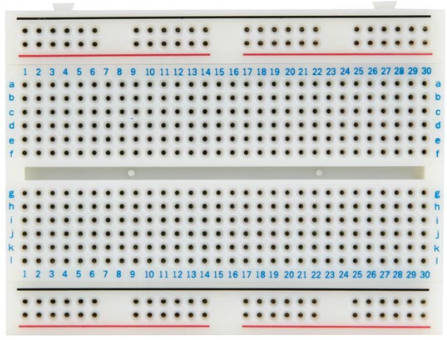 1 2 3 4 5 6 7 8 9 10 11 12 13 14 15 16 17 18 19 20 21 22 23 24 25 26 27 28 29 30
a a
b b
c c
d d
e e
f f
g g
h h
i i
j j
k k
l l
1 2 3 4 5 6 7 8 9 10 11 12 13 14 15 16 17 18 19 20 21 22 23 24 25 26 27 28 29 30